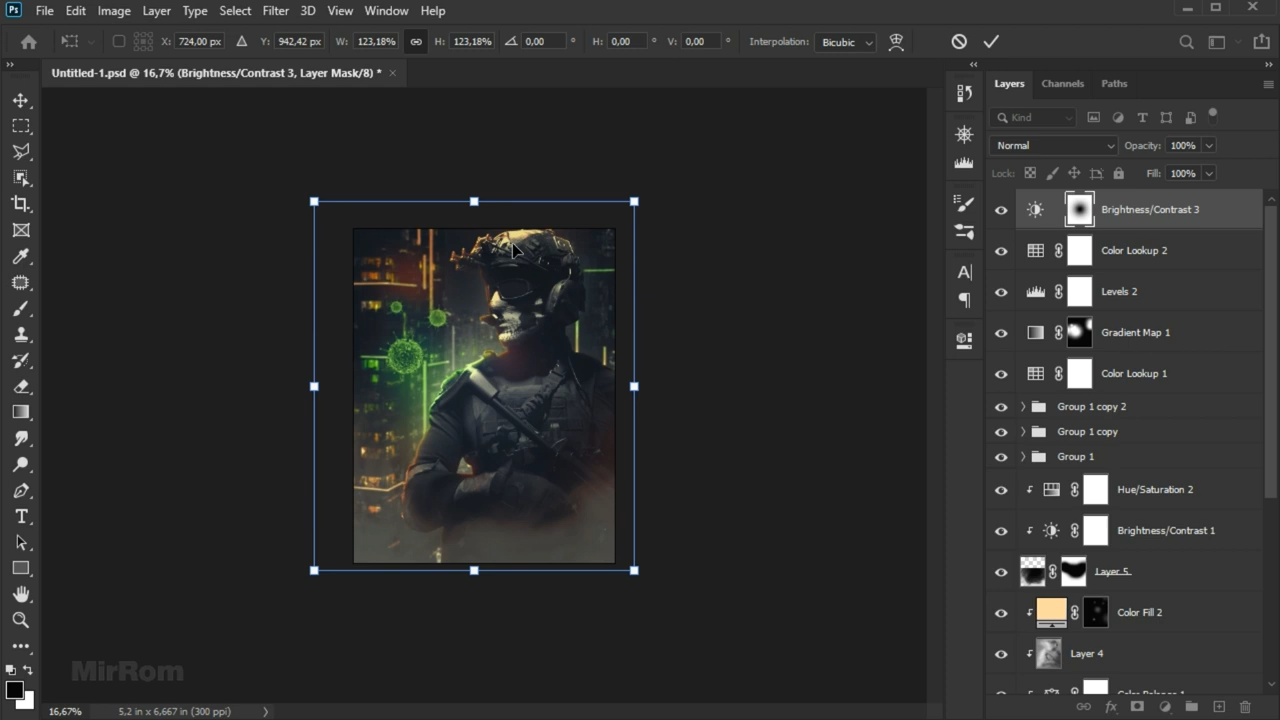 Ps File Edit Image Layer Type Select Filter 3D View Window Help
X: 724,00 px Y: 942,42 px W: 123,18% H: 123,18% 0,00 ° H: 0,00 ° V: 0,00 ° Interpolation: Bicubic
Untitled-1.psd @ 16,7% (Brightness/Contrast 3, Layer Mask/8) * ×
Layers Channels Paths
Kind
Normal Opacity: 100%
Lock: Fill: 100%
Brightness/Contrast 3
Color Lookup 2
Levels 2
Gradient Map 1
Color Lookup 1
Group 1 copy 2
Group 1 copy
Group 1
Hue/Saturation 2
Brightness/Contrast 1
Layer 5
Color Fill 2
Layer 4
Color Balance 1
MirRom
16,67% 5,2 in x 6,667 in (300 ppi)